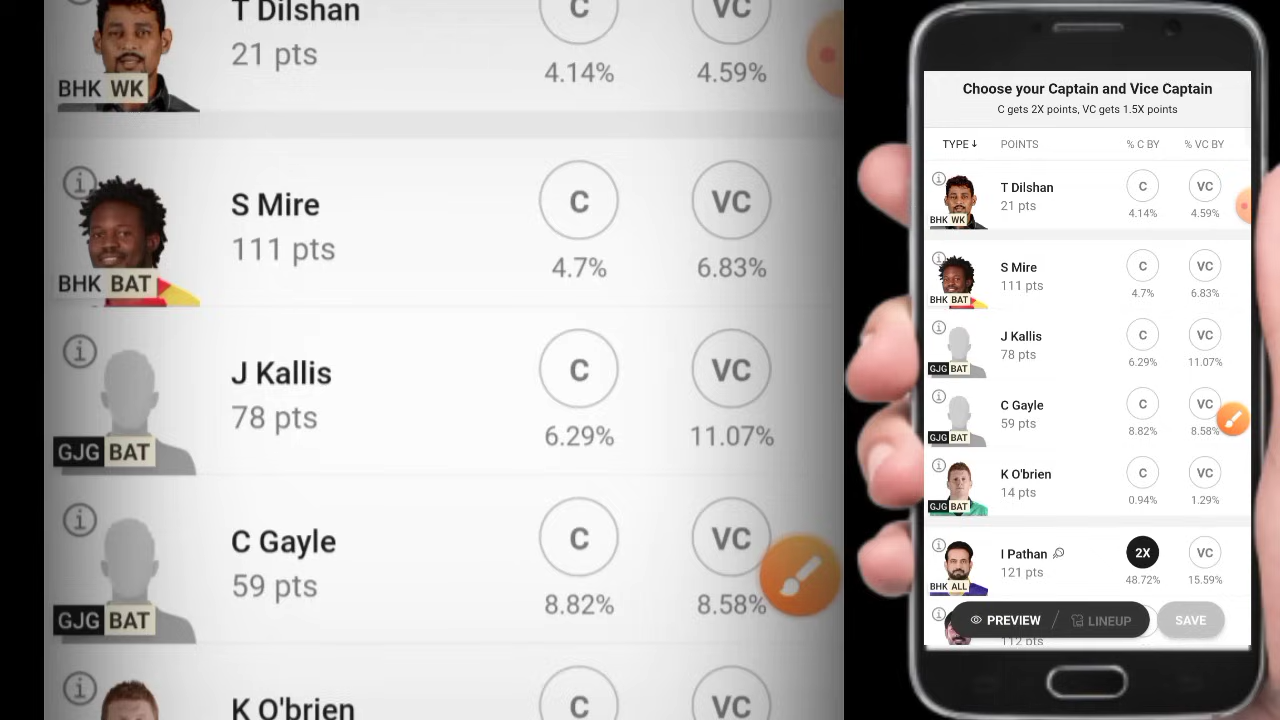 T Dilshan
C
VC
21 pts
4.14%
4.59%
BHK WK
S Mire
C
VC
111 pts
4.7%
6.83%
BHK BAT
J Kallis
C
VC
78 pts
6.29%
11.07%
GJG BAT
C Gayle
C
VC
59 pts
8.82%
8.58%
GJG BAT
K O'brien
C
VC
Choose your Captain and Vice Captain
C gets 2X points, VC gets 1.5X points
TYPE↓ POINTS % C BY % VC BY
T Dilshan
C
VC
21 pts
4.14%
4.59%
BHK WK
S Mire
C
VC
111 pts
4.7%
6.83%
BHK BAT
J Kallis
C
VC
78 pts
6.29%
11.07%
GJG BAT
C Gayle
C
VC
59 pts
8.82%
8.58%
GJG BAT
K O'brien
C
VC
14 pts
0.94%
1.29%
GJG BAT
I Pathan
2X
VC
121 pts
48.72%
15.59%
BHK ALL
PREVIEW / LINEUP
SAVE
112 pts